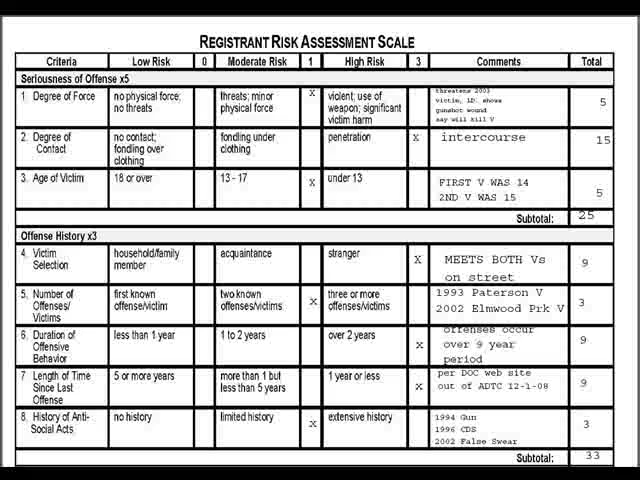 REGISTRANT RISK ASSESSMENT SCALE
Criteria Low Risk 0 Moderate Risk 1 High Risk 3 Comments Total
Seriousness of Offense x5
1 Degree of Force no physical force; no threats threats; minor physical force x violent; use of weapon; significant victim harm threatens 2003 victim, I.D. shows gunshot wound say will kill V 5
2. Degree of Contact no contact; fondling over clothing fondling under clothing penetration x intercourse 15
3. Age of Victim 18 or over 13 - 17 x under 13 FIRST V WAS 14 2ND V WAS 15 5
Subtotal: 25
Offense History x3
4. Victim Selection household/family member acquaintance stranger X MEETS BOTH Vs on street 9
5. Number of Offenses/ Victims first known offense/victim two known offenses/victims x three or more offenses/victims 1993 Paterson V 2002 Elmwood Prk V 3
6. Duration of Offensive Behavior less than 1 year 1 to 2 years over 2 years x offenses occur over 9 year period 9
7 Length of Time Since Last Offense 5 or more years more than 1 but less than 5 years 1 year or less x per DOC web site out of ADTC 12-1-08 9
8. History of Anti-Social Acts no history limited history x extensive history 1994 Gun 1996 CDS 2002 False Swear 3
Subtotal: 33